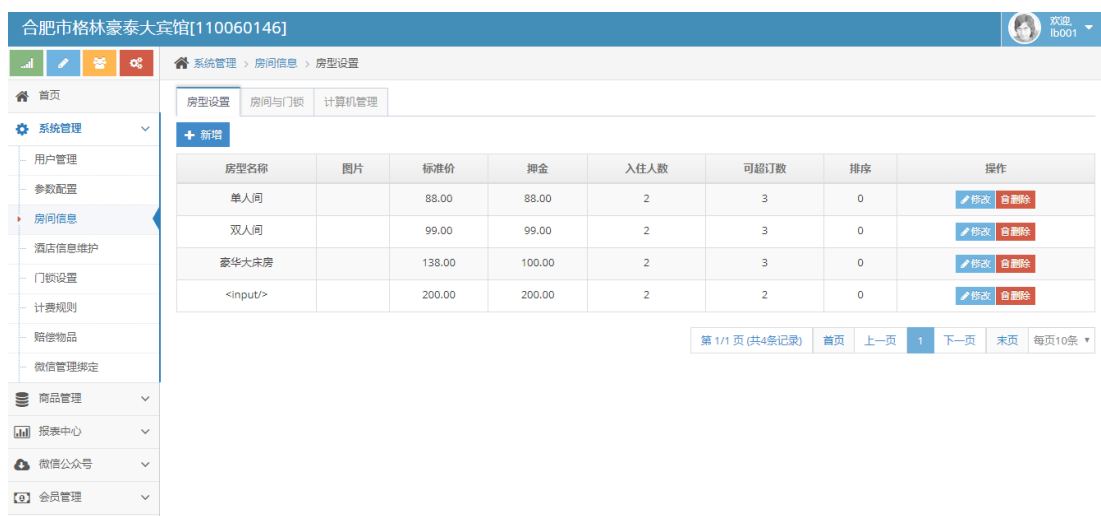 合肥市格林豪泰大宾馆[110060146]
欢迎,
lb001
系统管理 > 房间信息 > 房型设置
首页
系统管理
用户管理
参数配置
房间信息
酒店信息维护
门锁设置
计费规则
赔偿物品
微信管理绑定
商品管理
报表中心
微信公众号
会员管理
房型设置 房间与门锁 计算机管理
新增
房型名称 图片 标准价 押金 入住人数 可超订数 排序 操作
单人间 88.00 88.00 2 3 0 修改 删除
双人间 99.00 99.00 2 3 0 修改 删除
豪华大床房 138.00 100.00 2 3 0 修改 删除
<input/> 200.00 200.00 2 2 0 修改 删除
第 1/1 页 (共4条记录) 首页 上一页 1 下一页 末页 每页10条